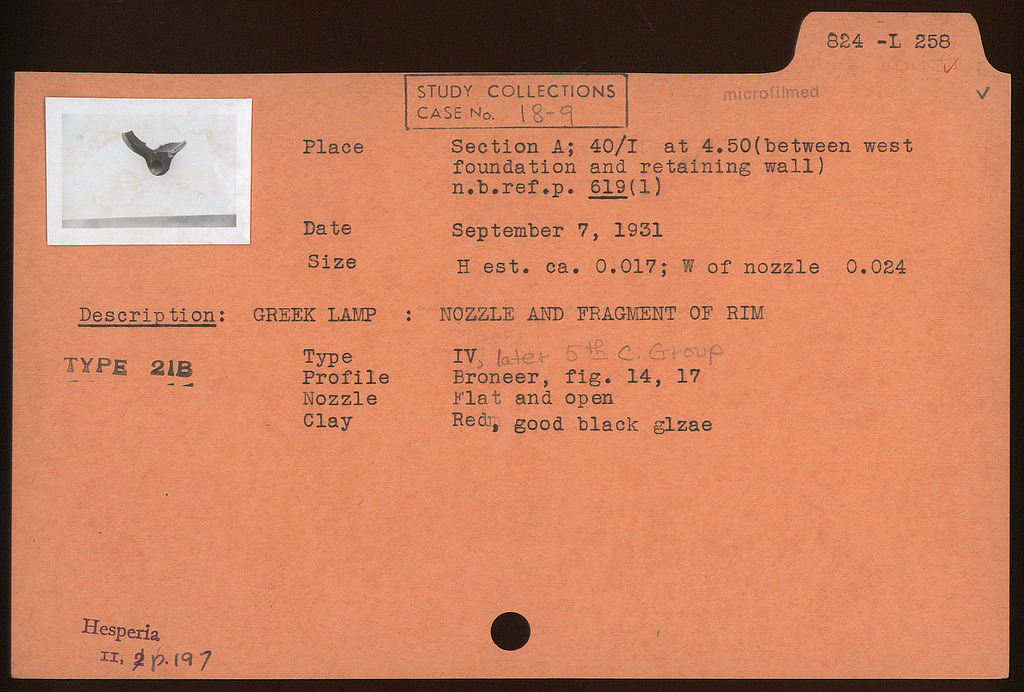 824 -L 258
STUDY COLLECTIONS
CASE No. 18-9
microfilmed
Place Section A; 40/I at 4.50(between west
foundation and retaining wall)
n.b.ref.p. 619(1)
Date September 7, 1931
Size H est. ca. 0.017; W of nozzle 0.024
Description: GREEK LAMP : NOZZLE AND FRAGMENT OF RIM
TYPE 21B
Type IV, later 5th C. Group
Profile Broneer, fig. 14, 17
Nozzle Flat and open
Clay Red, good black glzae
Hesperia
II, 2 p.197